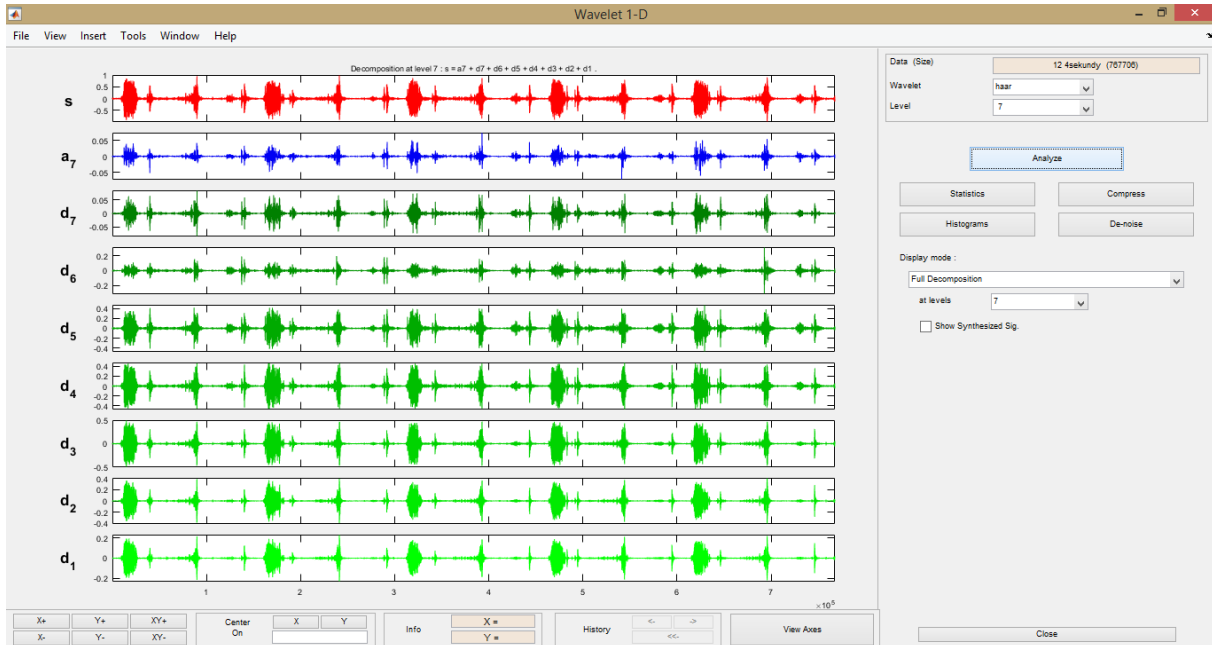 Wavelet 1-D
File View Insert Tools Window Help
Decomposition at level 7 : s = a7 + d7 + d6 + d5 + d4 + d3 + d2 + d1 .
s
1
0.5
0
-0.5
a7
0.05
0
-0.05
d7
0.05
0
-0.05
d6
0.2
0
-0.2
d5
0.4
0.2
0
-0.2
-0.4
d4
0.4
0.2
0
-0.2
-0.4
d3
0.5
0
-0.5
d2
0.4
0.2
0
-0.2
-0.4
d1
0.2
0
-0.2
1 2 3 4 5 6 7
×10^5
Data (Size) 12 4sekundy (767706)
Wavelet haar
Level 7
Analyze
Statistics Compress
Histograms De-noise
Display mode :
Full Decomposition
at levels 7
Show Synthesized Sig.
X+ Y+ XY+
X- Y- XY-
Center On X Y
Info X = Y =
History <- -> <<-
View Axes
Close